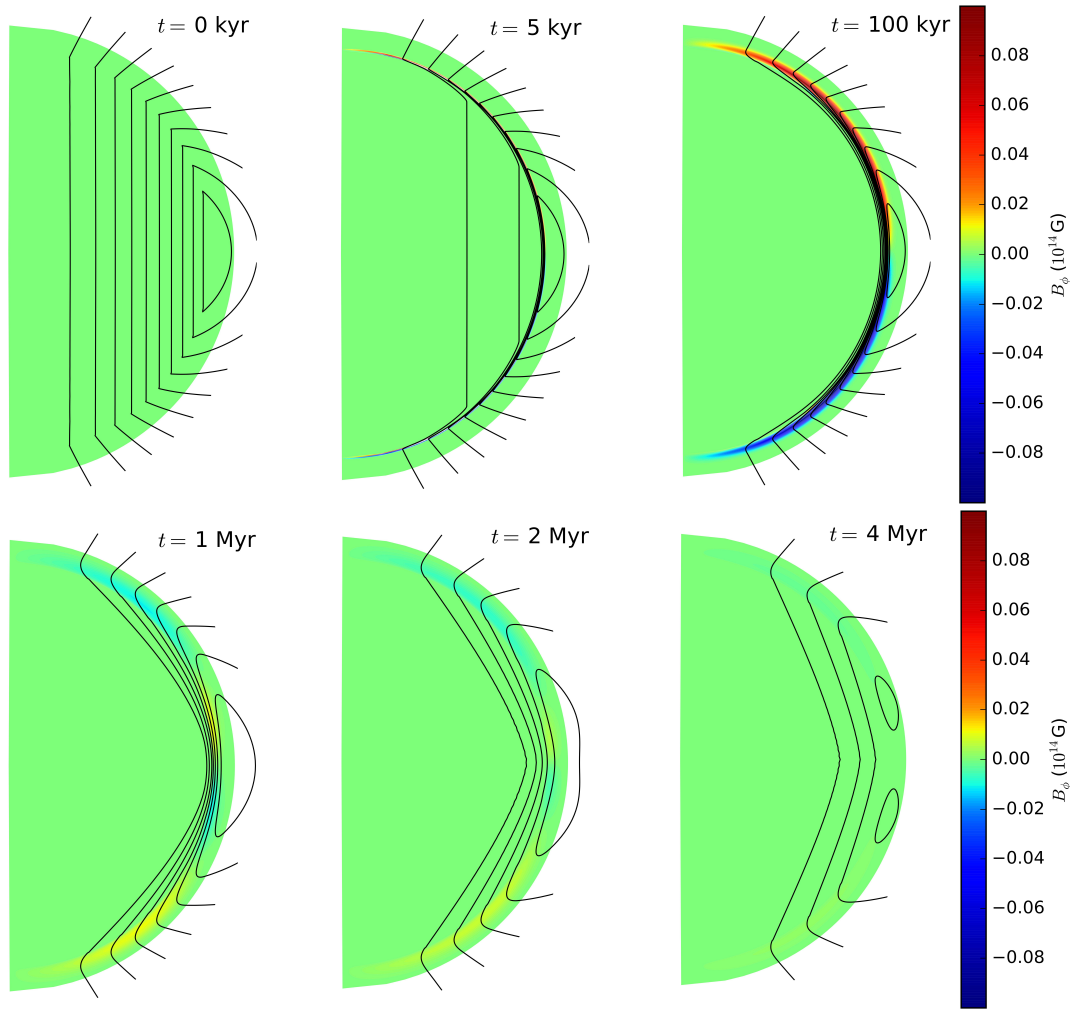 t = 0 kyr
t = 5 kyr
t = 100 kyr
0.08
0.06
0.04
0.02
0.00
−0.02
−0.04
−0.06
−0.08
B_ϕ (10^14 G)
t = 1 Myr
t = 2 Myr
t = 4 Myr
0.08
0.06
0.04
0.02
0.00
−0.02
−0.04
−0.06
−0.08
B_ϕ (10^14 G)